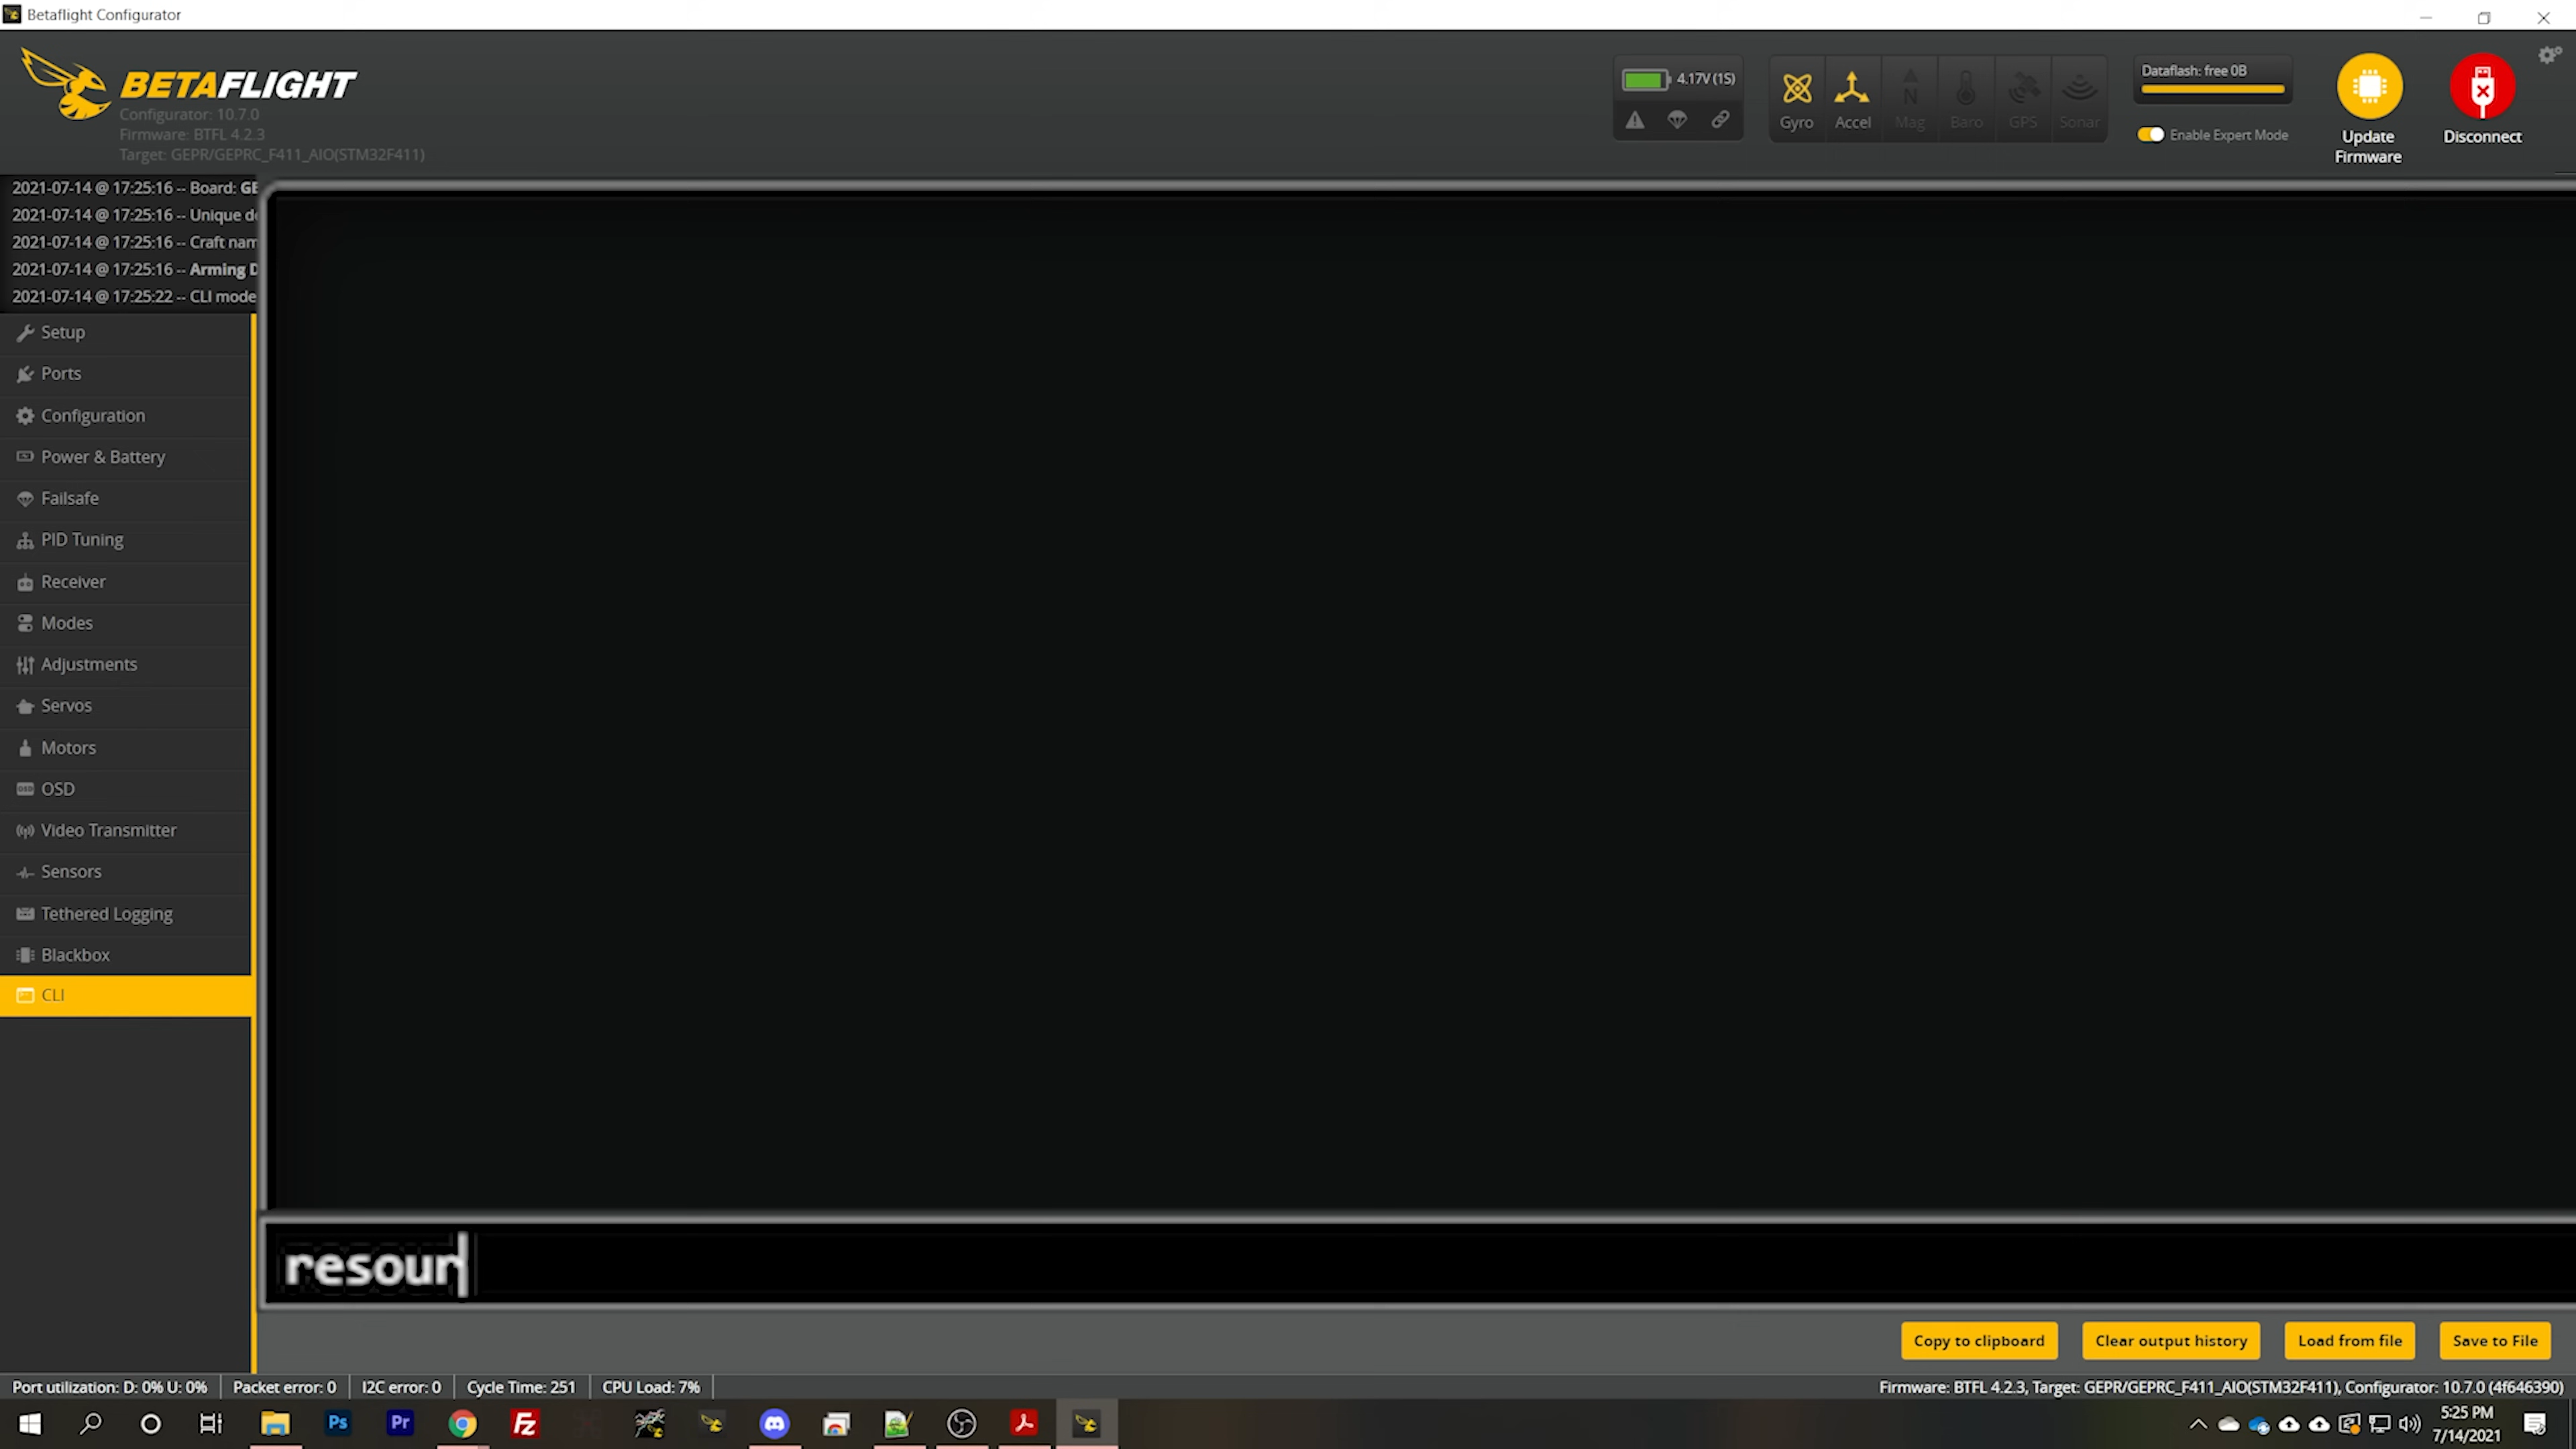 Betaflight Configurator
BETAFLIGHT
Configurator: 10.7.0
Firmware: BTFL 4.2.3
Target: GEPR/GEPRC_F411_AIO(STM32F411)
4.17V (1S)
Gyro
Accel
Mag
Baro
GPS
Sonar
Dataflash: free 0B
Enable Expert Mode
Update
Firmware
Disconnect
2021-07-14 @ 17:25:16 -- Board: GE
2021-07-14 @ 17:25:16 -- Unique de
2021-07-14 @ 17:25:16 -- Craft nam
2021-07-14 @ 17:25:16 -- Arming D
2021-07-14 @ 17:25:22 -- CLI mode
Setup
Ports
Configuration
Power & Battery
Failsafe
PID Tuning
Receiver
Modes
Adjustments
Servos
Motors
OSD
Video Transmitter
Sensors
Tethered Logging
Blackbox
CLI
resour
Copy to clipboard
Clear output history
Load from file
Save to File
Port utilization: D: 0% U: 0%
Packet error: 0
I2C error: 0
Cycle Time: 251
CPU Load: 7%
Firmware: BTFL 4.2.3, Target: GEPR/GEPRC_F411_AIO(STM32F411), Configurator: 10.7.0 (4f646390)
Ps
Pr
Fz
5:25 PM
7/14/2021